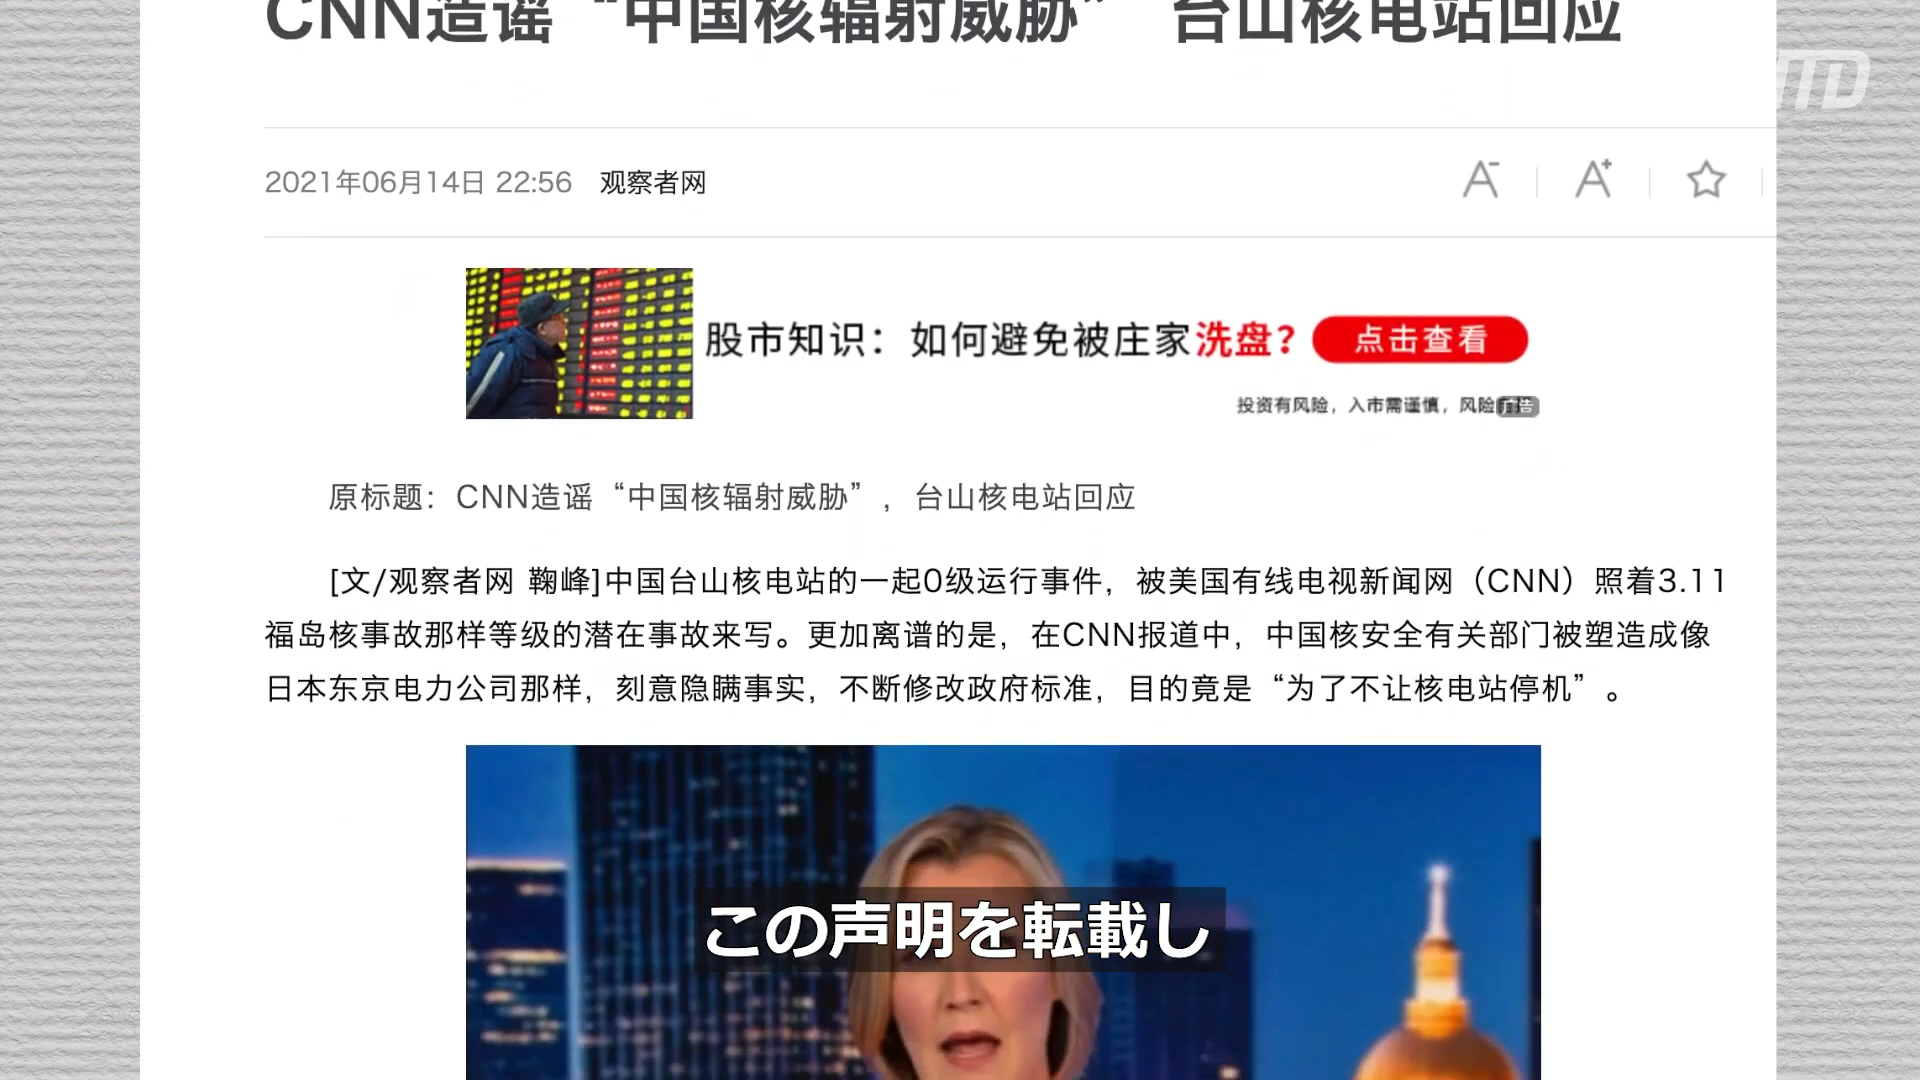 CNN造谣“中国核辐射威胁” 台山核电站回应
NTD
2021年06月14日 22:56 观察者网
A- A+
股市知识：如何避免被庄家洗盘？ 点击查看
投资有风险，入市需谨慎，风险 广告
原标题：CNN造谣“中国核辐射威胁”，台山核电站回应
[文/观察者网 鞠峰]中国台山核电站的一起0级运行事件，被美国有线电视新闻网（CNN）照着3.11
福岛核事故那样等级的潜在事故来写。更加离谱的是，在CNN报道中，中国核安全有关部门被塑造成像
日本东京电力公司那样，刻意隐瞒事实，不断修改政府标准，目的竟是“为了不让核电站停机”。
この声明を転載し